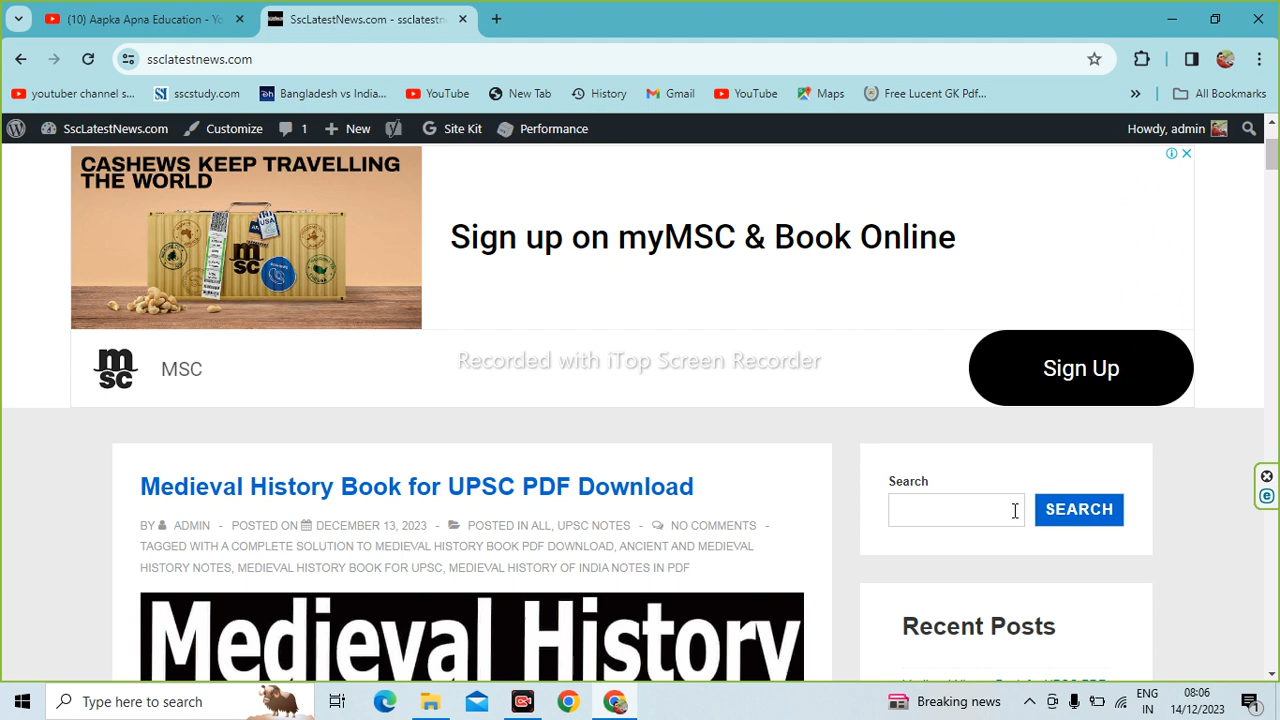 (10) Aapka Apna Education - Yo
SscLatestNews.com - ssclatestn
ssclatestnews.com
youtuber channel s...
sscstudy.com
Bangladesh vs India...
YouTube
New Tab
History
Gmail
YouTube
Maps
Free Lucent GK Pdf...
»
All Bookmarks
SscLatestNews.com
Customize
1
New
Site Kit
Performance
Howdy, admin
CASHEWS KEEP TRAVELLING
THE WORLD
USA
m
sc
Sign up on myMSC & Book Online
m
sc
MSC
Recorded with iTop Screen Recorder
Sign Up
Medieval History Book for UPSC PDF Download
BY ADMIN - POSTED ON DECEMBER 13, 2023 - POSTED IN ALL, UPSC NOTES - NO COMMENTS -
TAGGED WITH A COMPLETE SOLUTION TO MEDIEVAL HISTORY BOOK PDF DOWNLOAD, ANCIENT AND MEDIEVAL
HISTORY NOTES, MEDIEVAL HISTORY BOOK FOR UPSC, MEDIEVAL HISTORY OF INDIA NOTES IN PDF
Medieval History
Search
SEARCH
Recent Posts
Type here to search
Breaking news
ENG
IN
08:06
14/12/2023
1